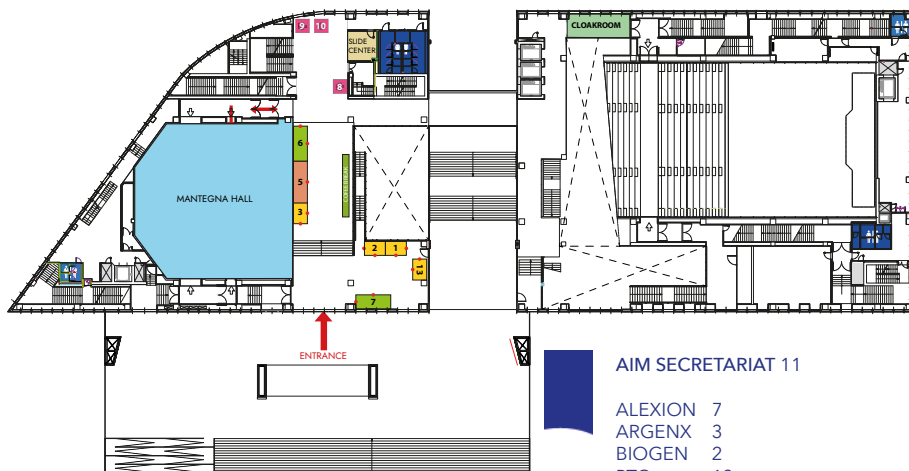 9 10
CLOAKROOM
SLIDE
CENTER
8
6
5
3
MANTEGNA HALL
2 1
13
7
ENTRANCE
AIM SECRETARIAT 11
ALEXION 7
ARGENX 3
BIOGEN 2